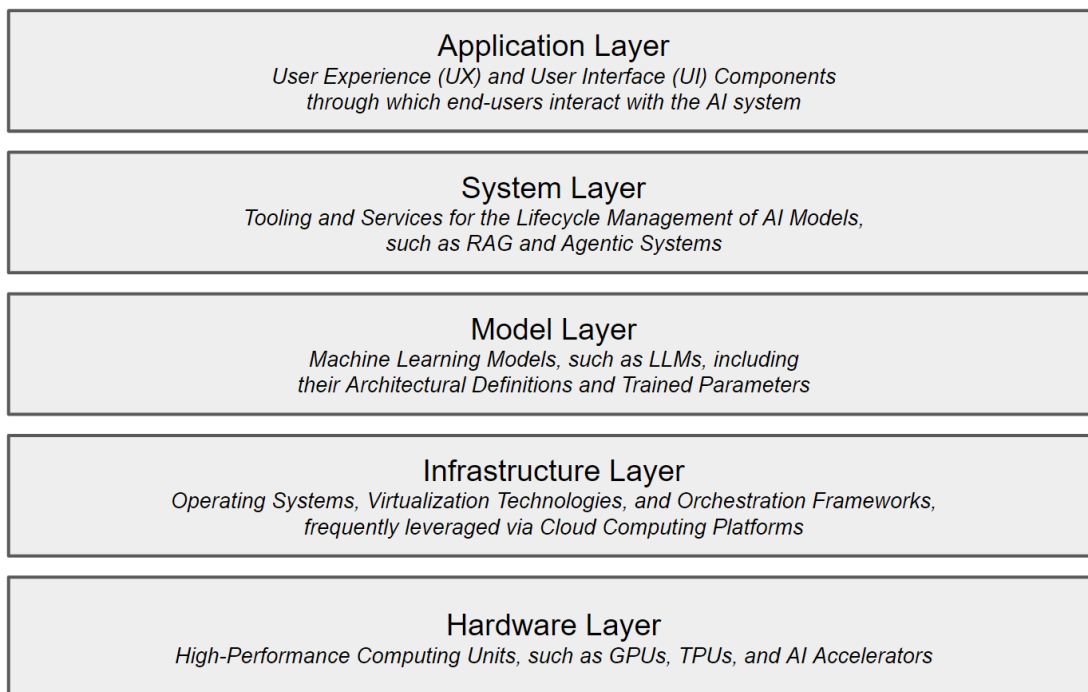 Application Layer
User Experience (UX) and User Interface (UI) Components
through which end-users interact with the AI system
System Layer
Tooling and Services for the Lifecycle Management of AI Models,
such as RAG and Agentic Systems
Model Layer
Machine Learning Models, such as LLMs, including
their Architectural Definitions and Trained Parameters
Infrastructure Layer
Operating Systems, Virtualization Technologies, and Orchestration Frameworks,
frequently leveraged via Cloud Computing Platforms
Hardware Layer
High-Performance Computing Units, such as GPUs, TPUs, and AI Accelerators